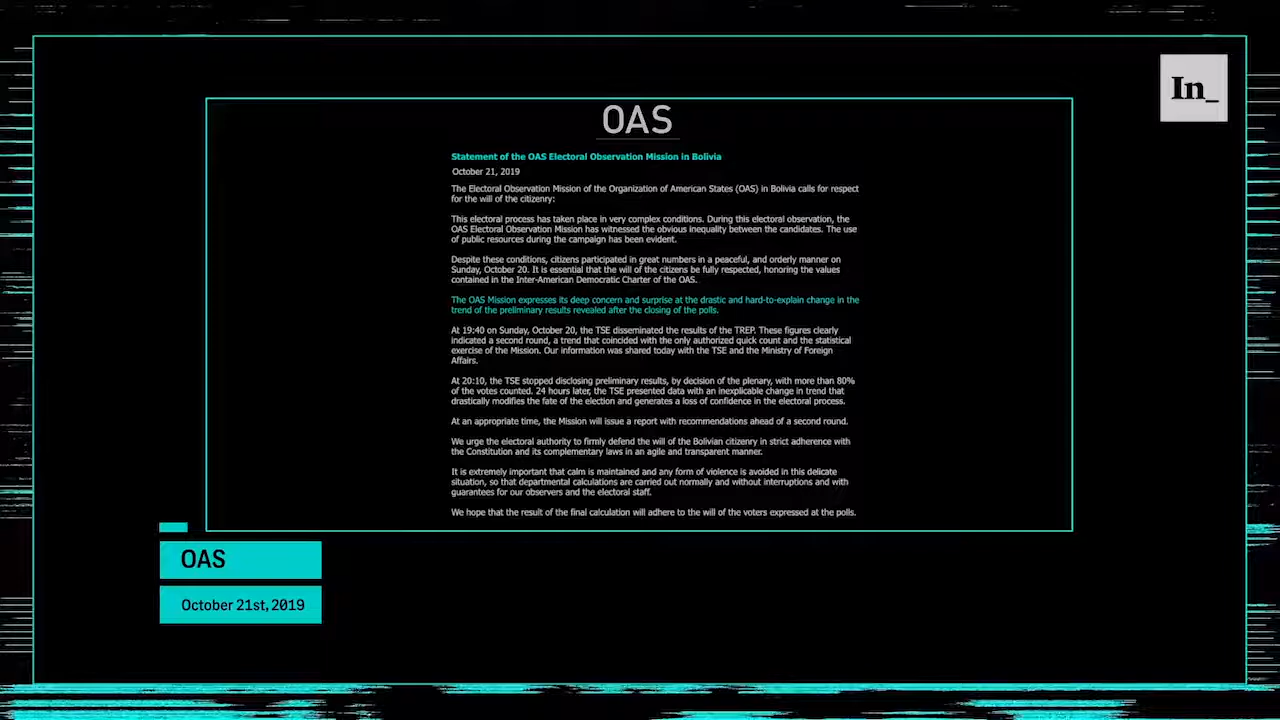 In_
OAS
Statement of the OAS Electoral Observation Mission in Bolivia
October 21, 2019
The Electoral Observation Mission of the Organization of American States (OAS) in Bolivia calls for respect
for the will of the citizenry:
This electoral process has taken place in very complex conditions. During this electoral observation, the
OAS Electoral Observation Mission has witnessed the obvious inequality between the candidates. The use
of public resources during the campaign has been evident.
Despite these conditions, citizens participated in great numbers in a peaceful, and orderly manner on
Sunday, October 20. It is essential that the will of the citizens be fully respected, honoring the values
contained in the Inter-American Democratic Charter of the OAS.
The OAS Mission expresses its deep concern and surprise at the drastic and hard-to-explain change in the
trend of the preliminary results revealed after the closing of the polls.
At 19:40 on Sunday, October 20, the TSE disseminated the results of the TREP. These figures clearly
indicated a second round, a trend that coincided with the only authorized quick count and the statistical
exercise of the Mission. Our information was shared today with the TSE and the Ministry of Foreign
Affairs.
At 20:10, the TSE stopped disclosing preliminary results, by decision of the plenary, with more than 80%
of the votes counted. 24 hours later, the TSE presented data with an inexplicable change in trend that
drastically modifies the fate of the election and generates a loss of confidence in the electoral process.
At an appropriate time, the Mission will issue a report with recommendations ahead of a second round.
We urge the electoral authority to firmly defend the will of the Bolivian citizenry in strict adherence with
the Constitution and its complementary laws in an agile and transparent manner.
It is extremely important that calm is maintained and any form of violence is avoided in this delicate
situation, so that departmental calculations are carried out normally and without interruptions and with
guarantees for our observers and the electoral staff.
We hope that the result of the final calculation will adhere to the will of the voters expressed at the polls.
OAS
October 21st, 2019